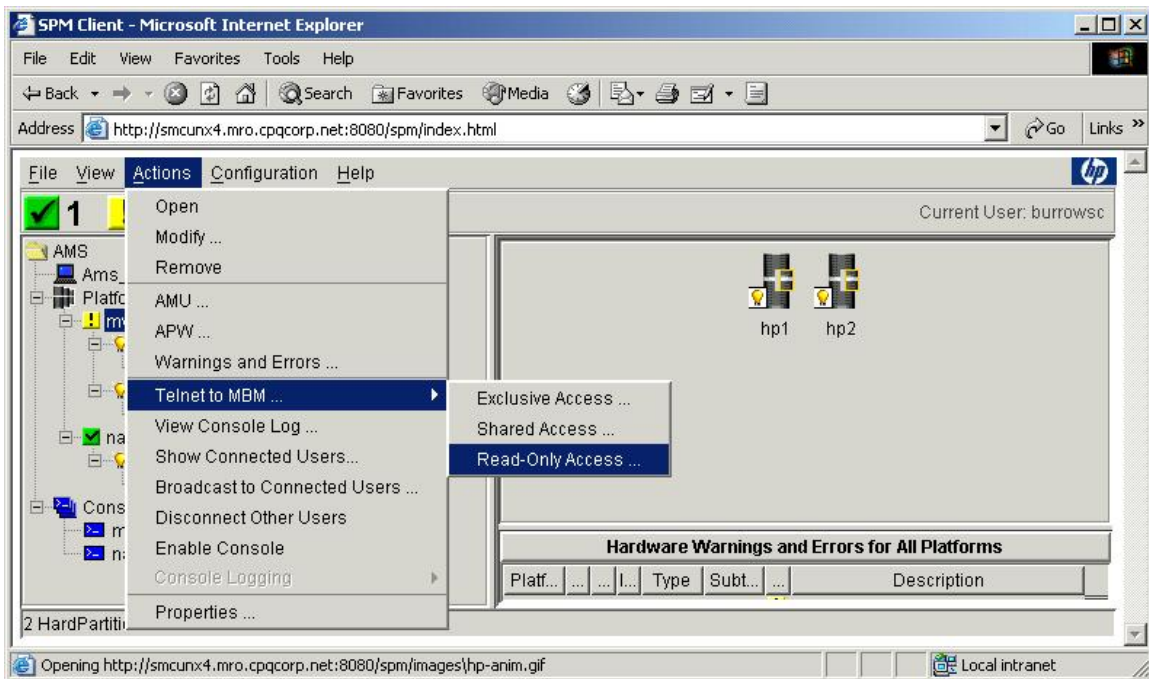 SPM Client - Microsoft Internet Explorer
File Edit View Favorites Tools Help
Back Search Favorites Media
Address http://smcunx4.mro.cpqcorp.net:8080/spm/index.html Go Links »
File View Actions Configuration Help
hp
1
Current User: burrowsc
AMS
Ams_
Platfo
na
Cons
Open
Modify ...
Remove
AMU ...
APW ...
Warnings and Errors ...
Telnet to MBM ...
View Console Log ...
Show Connected Users...
Broadcast to Connected Users ...
Disconnect Other Users
Enable Console
Console Logging
Properties ...
Exclusive Access ...
Shared Access ...
Read-Only Access ...
hp1 hp2
Hardware Warnings and Errors for All Platforms
Platf... ... ... I... Type Subt... ... Description
2 HardPartiti
Opening http://smcunx4.mro.cpqcorp.net:8080/spm/images\hp-anim.gif Local intranet